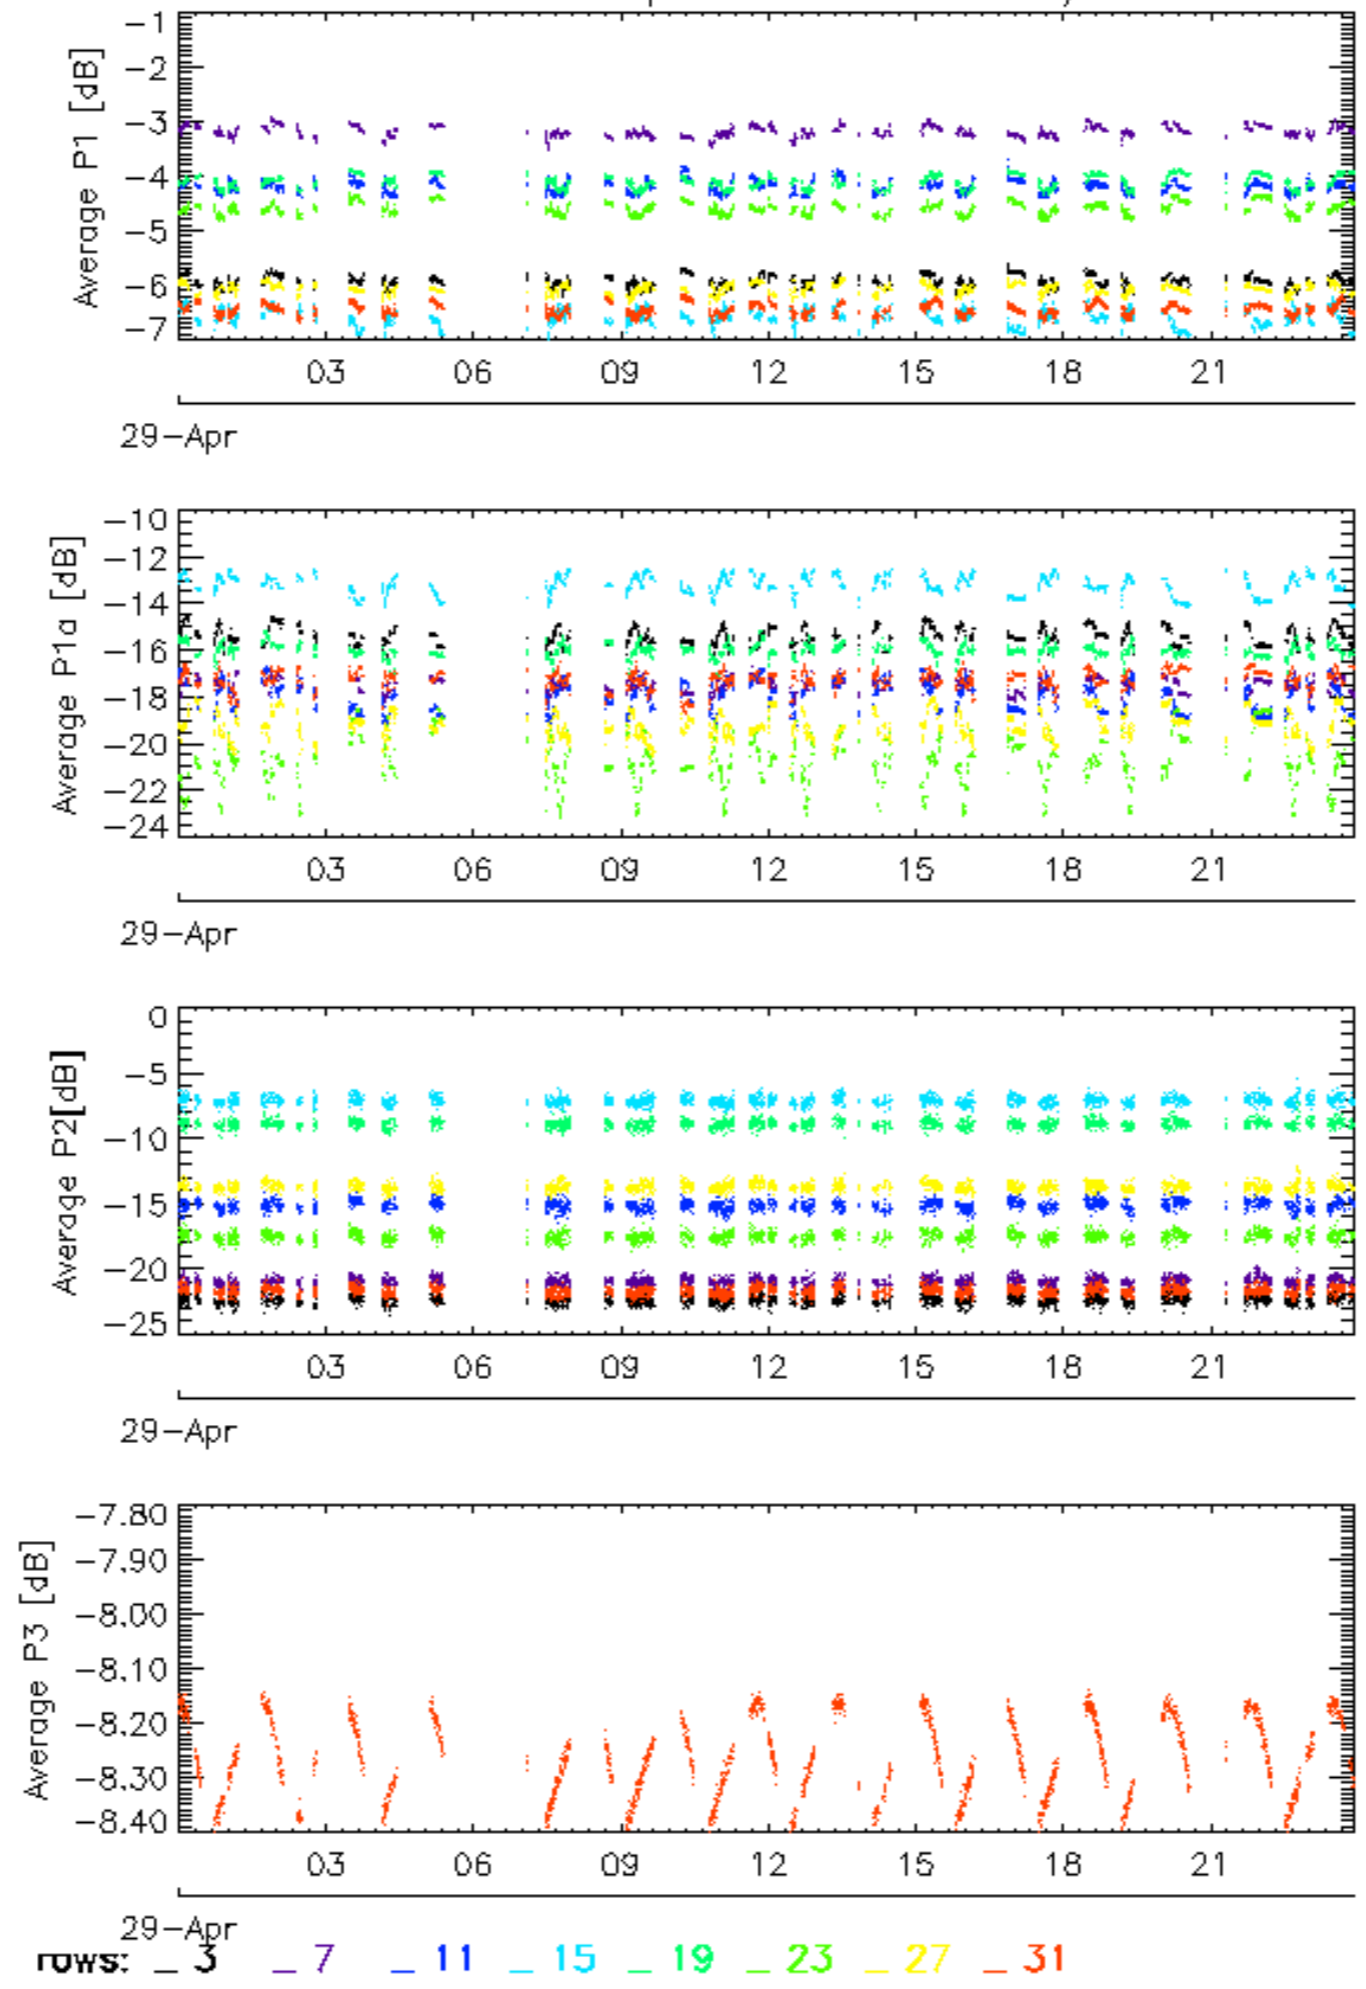 -1
-2
-3
-4
-5
-6
-7
Average P1 [dB]
03 06 09 12 15 18 21
29-Apr
-10
-12
-14
-16
-18
-20
-22
-24
Average P1a [dB]
03 06 09 12 15 18 21
29-Apr
0
-5
-10
-15
-20
-25
Average P2[dB]
03 06 09 12 15 18 21
29-Apr
-7.80
-7.90
-8.00
-8.10
-8.20
-8.30
-8.40
Average P3 [dB]
03 06 09 12 15 18 21
29-Apr
rows: _ 3 _ 7 _ 11 _ 15 _ 19 _ 23 _ 27 _ 31